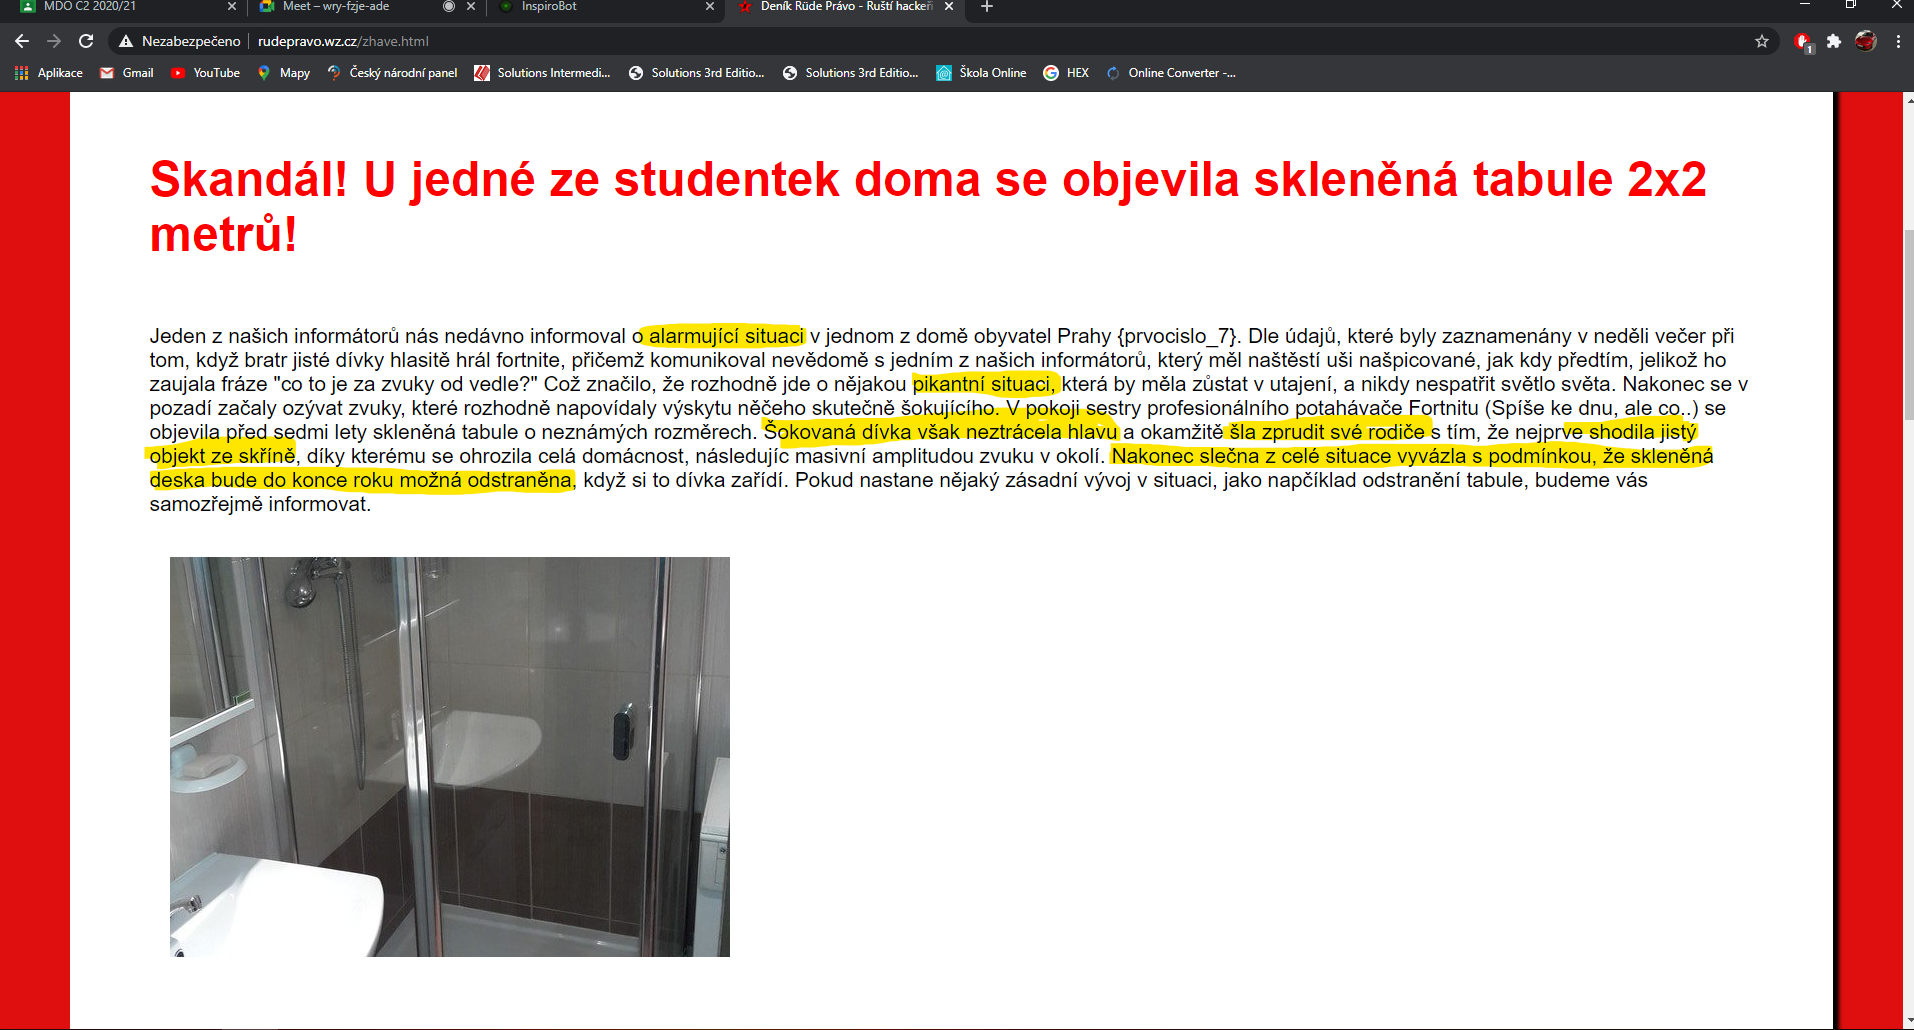 MDO C2 2020/21
Meet – wry-fzje-ade
InspiroBot
Deník Rüde Právo - Ruští hackeři
Nezabezpečeno
rudepravo.wz.cz/zhave.html
1
Aplikace
Gmail
YouTube
Mapy
Český národní panel
Solutions Intermedi...
Solutions 3rd Editio...
Solutions 3rd Editio...
Škola Online
HEX
Online Converter -...
Skandál! U jedné ze studentek doma se objevila skleněná tabule 2x2
metrů!
Jeden z našich informátorů nás nedávno informoval o alarmující situaci v jednom z domě obyvatel Prahy {prvocislo_7}. Dle údajů, které byly zaznamenány v neděli večer při
tom, když bratr jisté dívky hlasitě hrál fortnite, přičemž komunikoval nevědomě s jedním z našich informátorů, který měl naštěstí uši našpicované, jak kdy předtím, jelikož ho
zaujala fráze "co to je za zvuky od vedle?" Což značilo, že rozhodně jde o nějakou pikantní situaci, která by měla zůstat v utajení, a nikdy nespatřit světlo světa. Nakonec se v
pozadí začaly ozývat zvuky, které rozhodně napovídaly výskytu něčeho skutečně šokujícího. V pokoji sestry profesionálního potahávače Fortnitu (Spíše ke dnu, ale co..) se
objevila před sedmi lety skleněná tabule o neznámých rozměrech. Šokovaná dívka však neztrácela hlavu a okamžitě šla zprudit své rodiče s tím, že nejprve shodila jistý
objekt ze skříně, díky kterému se ohrozila celá domácnost, následujíc masivní amplitudou zvuku v okolí. Nakonec slečna z celé situace vyvázla s podmínkou, že skleněná
deska bude do konce roku možná odstraněna, když si to dívka zařídí. Pokud nastane nějaký zásadní vývoj v situaci, jako napčíklad odstranění tabule, budeme vás
samozřejmě informovat.